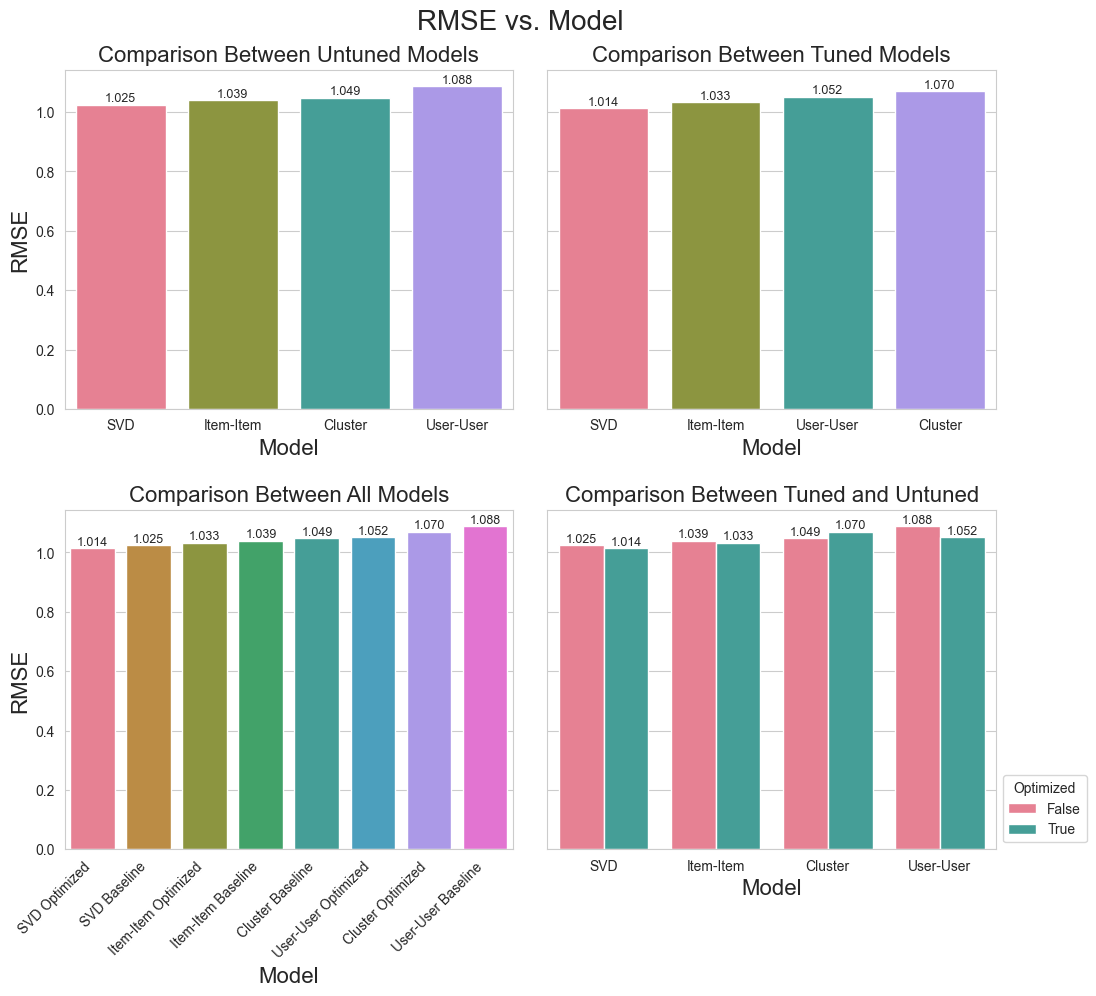 RMSE vs. Model
Comparison Between Untuned Models
1.025
1.039
1.049
1.088
1.0
0.8
0.6
0.4
0.2
0.0
RMSE
SVD
Item-Item
Cluster
User-User
Model
Comparison Between Tuned Models
1.014
1.033
1.052
1.070
SVD
Item-Item
User-User
Cluster
Model
Comparison Between All Models
1.014
1.025
1.033
1.039
1.049
1.052
1.070
1.088
1.0
0.8
0.6
0.4
0.2
0.0
RMSE
SVD Optimized
SVD Baseline
Item-Item Optimized
Item-Item Baseline
Cluster Baseline
User-User Optimized
Cluster Optimized
User-User Baseline
Model
Comparison Between Tuned and Untuned
1.025
1.014
1.039
1.033
1.049
1.070
1.088
1.052
SVD
Item-Item
Cluster
User-User
Model
Optimized
False
True